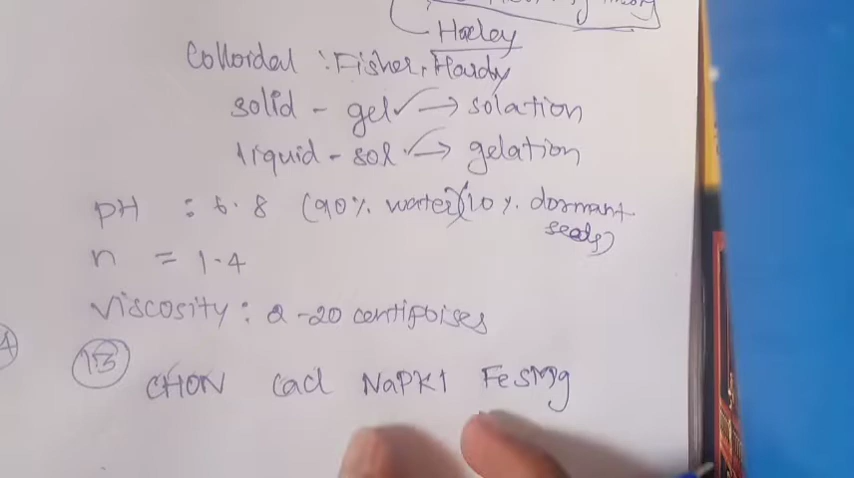 Colloidal : Fisher, Hardy
solid - gel → solation
liquid - sol → gelation
pH : 6.8 (90% water) (10%. dormant
seeds)
n = 1.4
viscosity : 2-20 centipoises
13
CHON CaCl NaPKI FeSMg
4